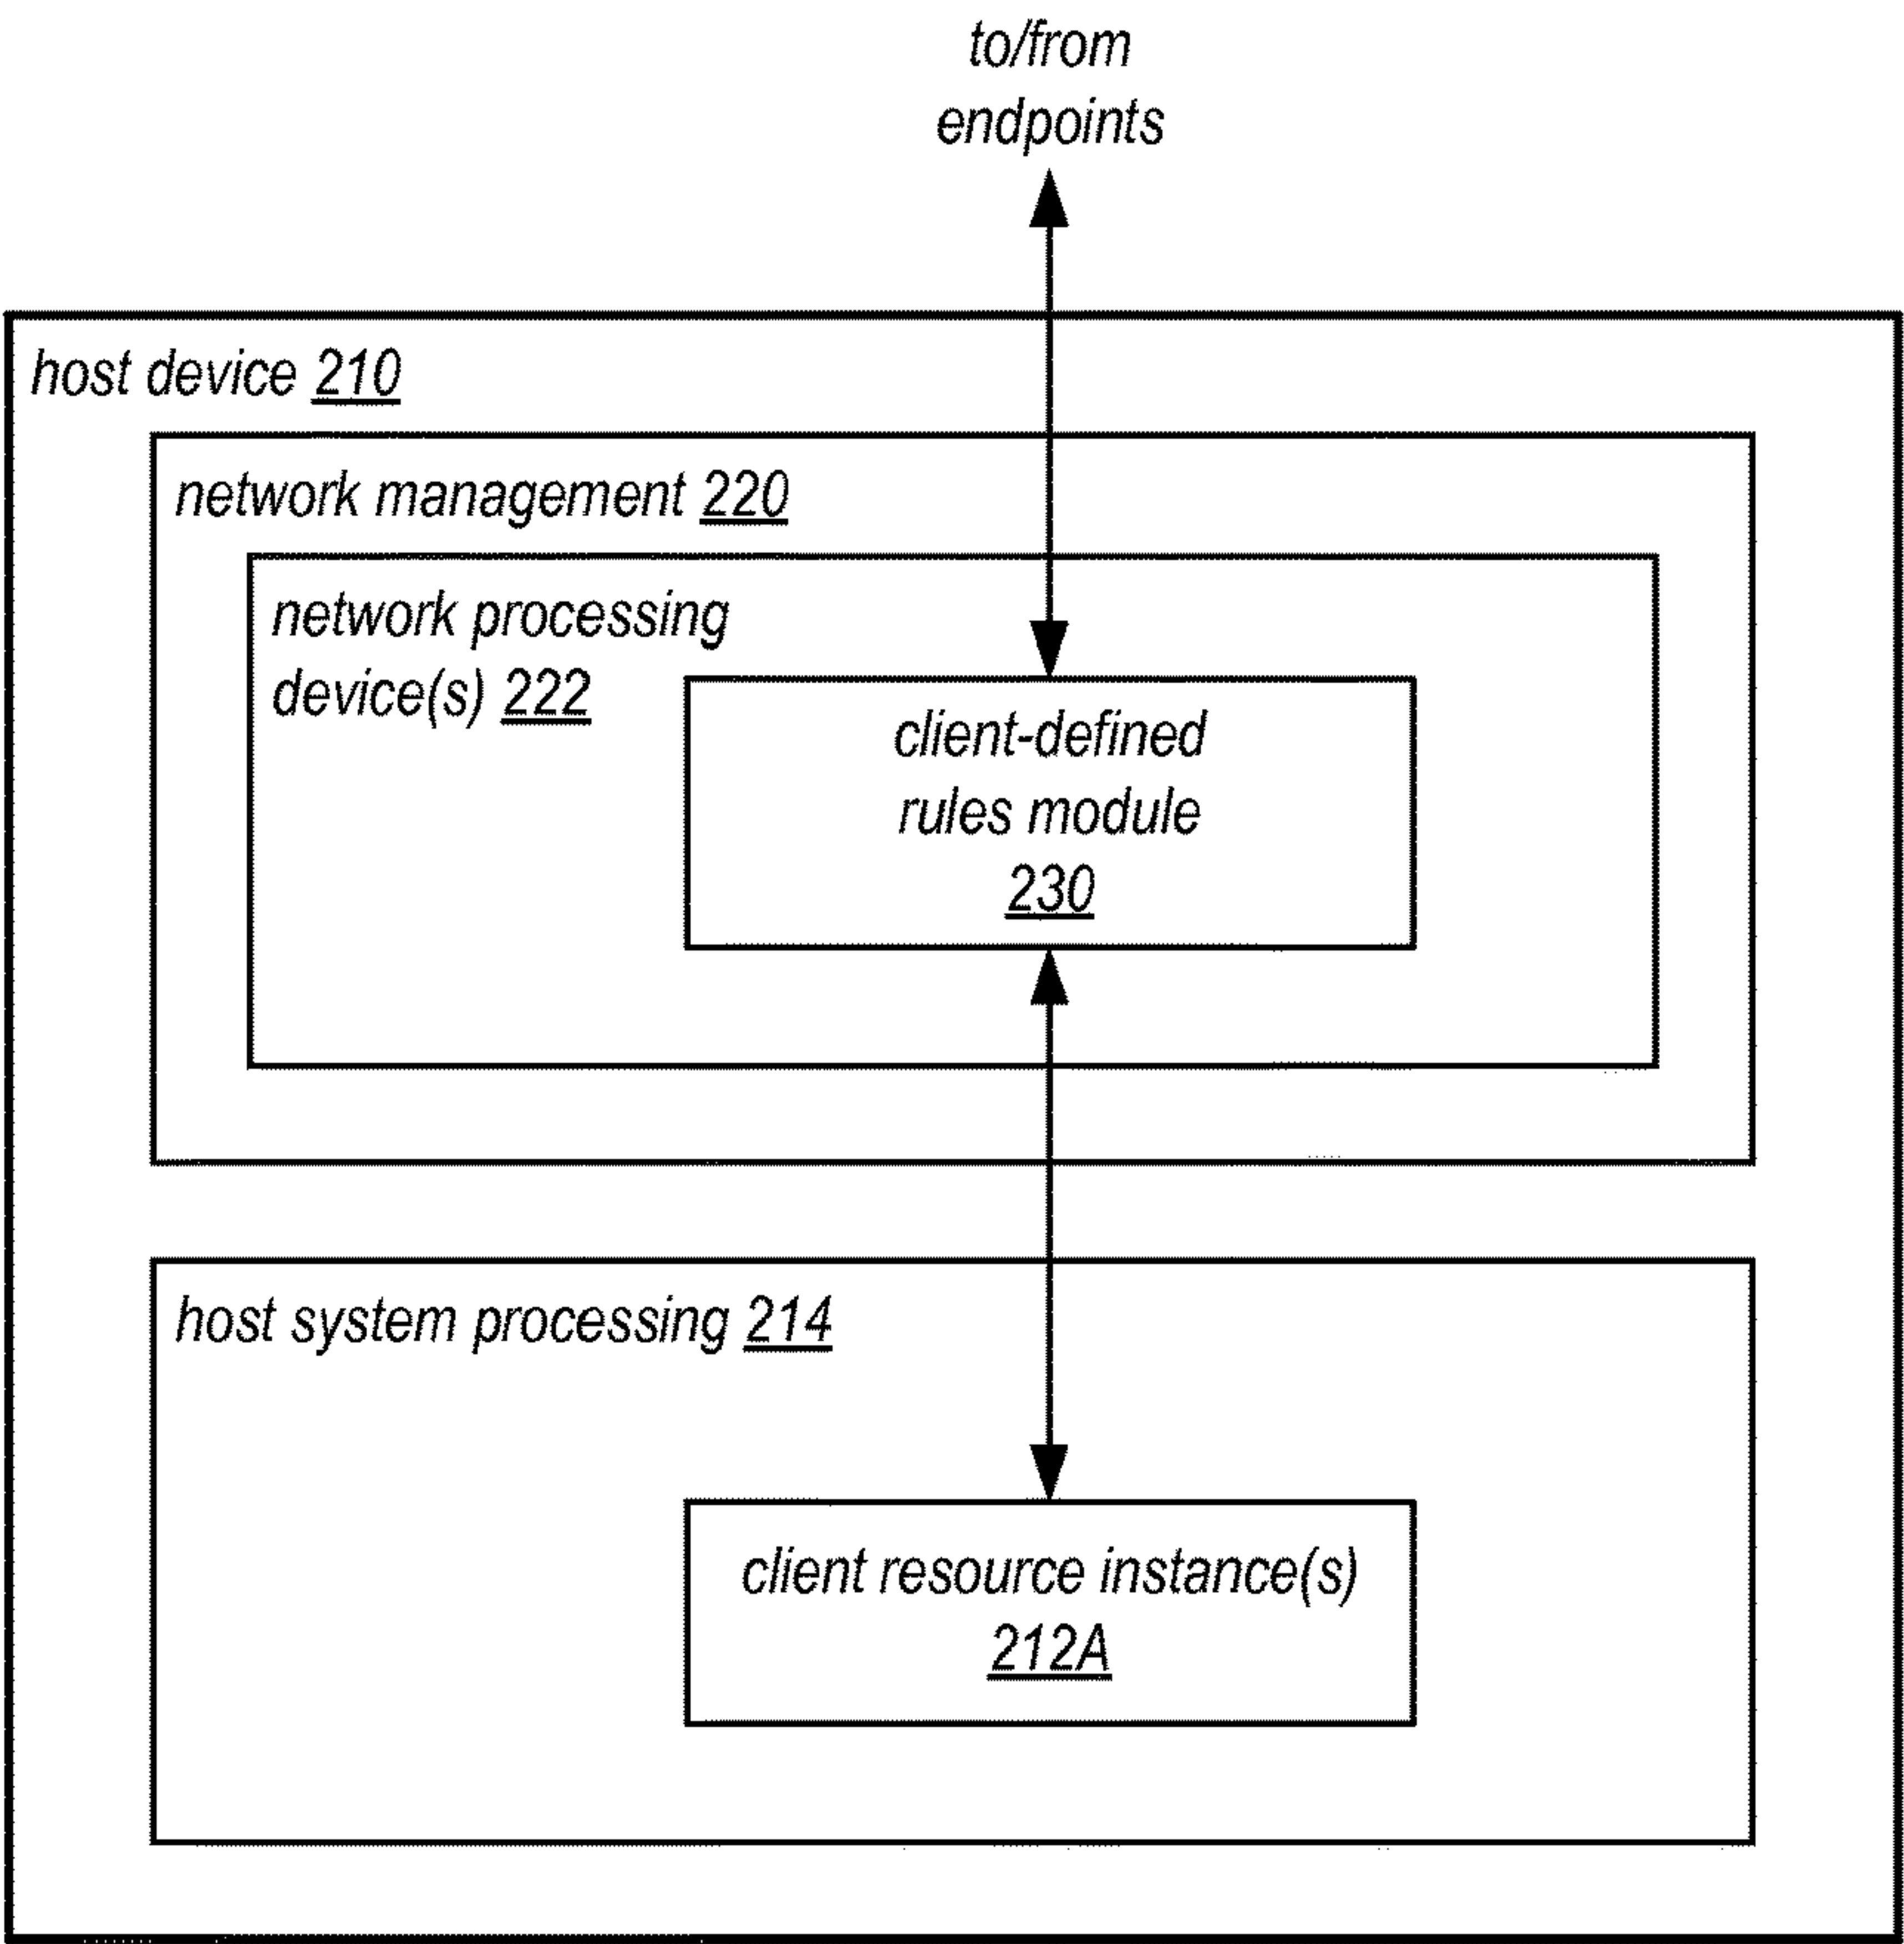 to/from
endpoints
host device 210
network management 220
network processing
device(s) 222
client-defined
rules module
230
host system processing 214
client resource instance(s)
212A